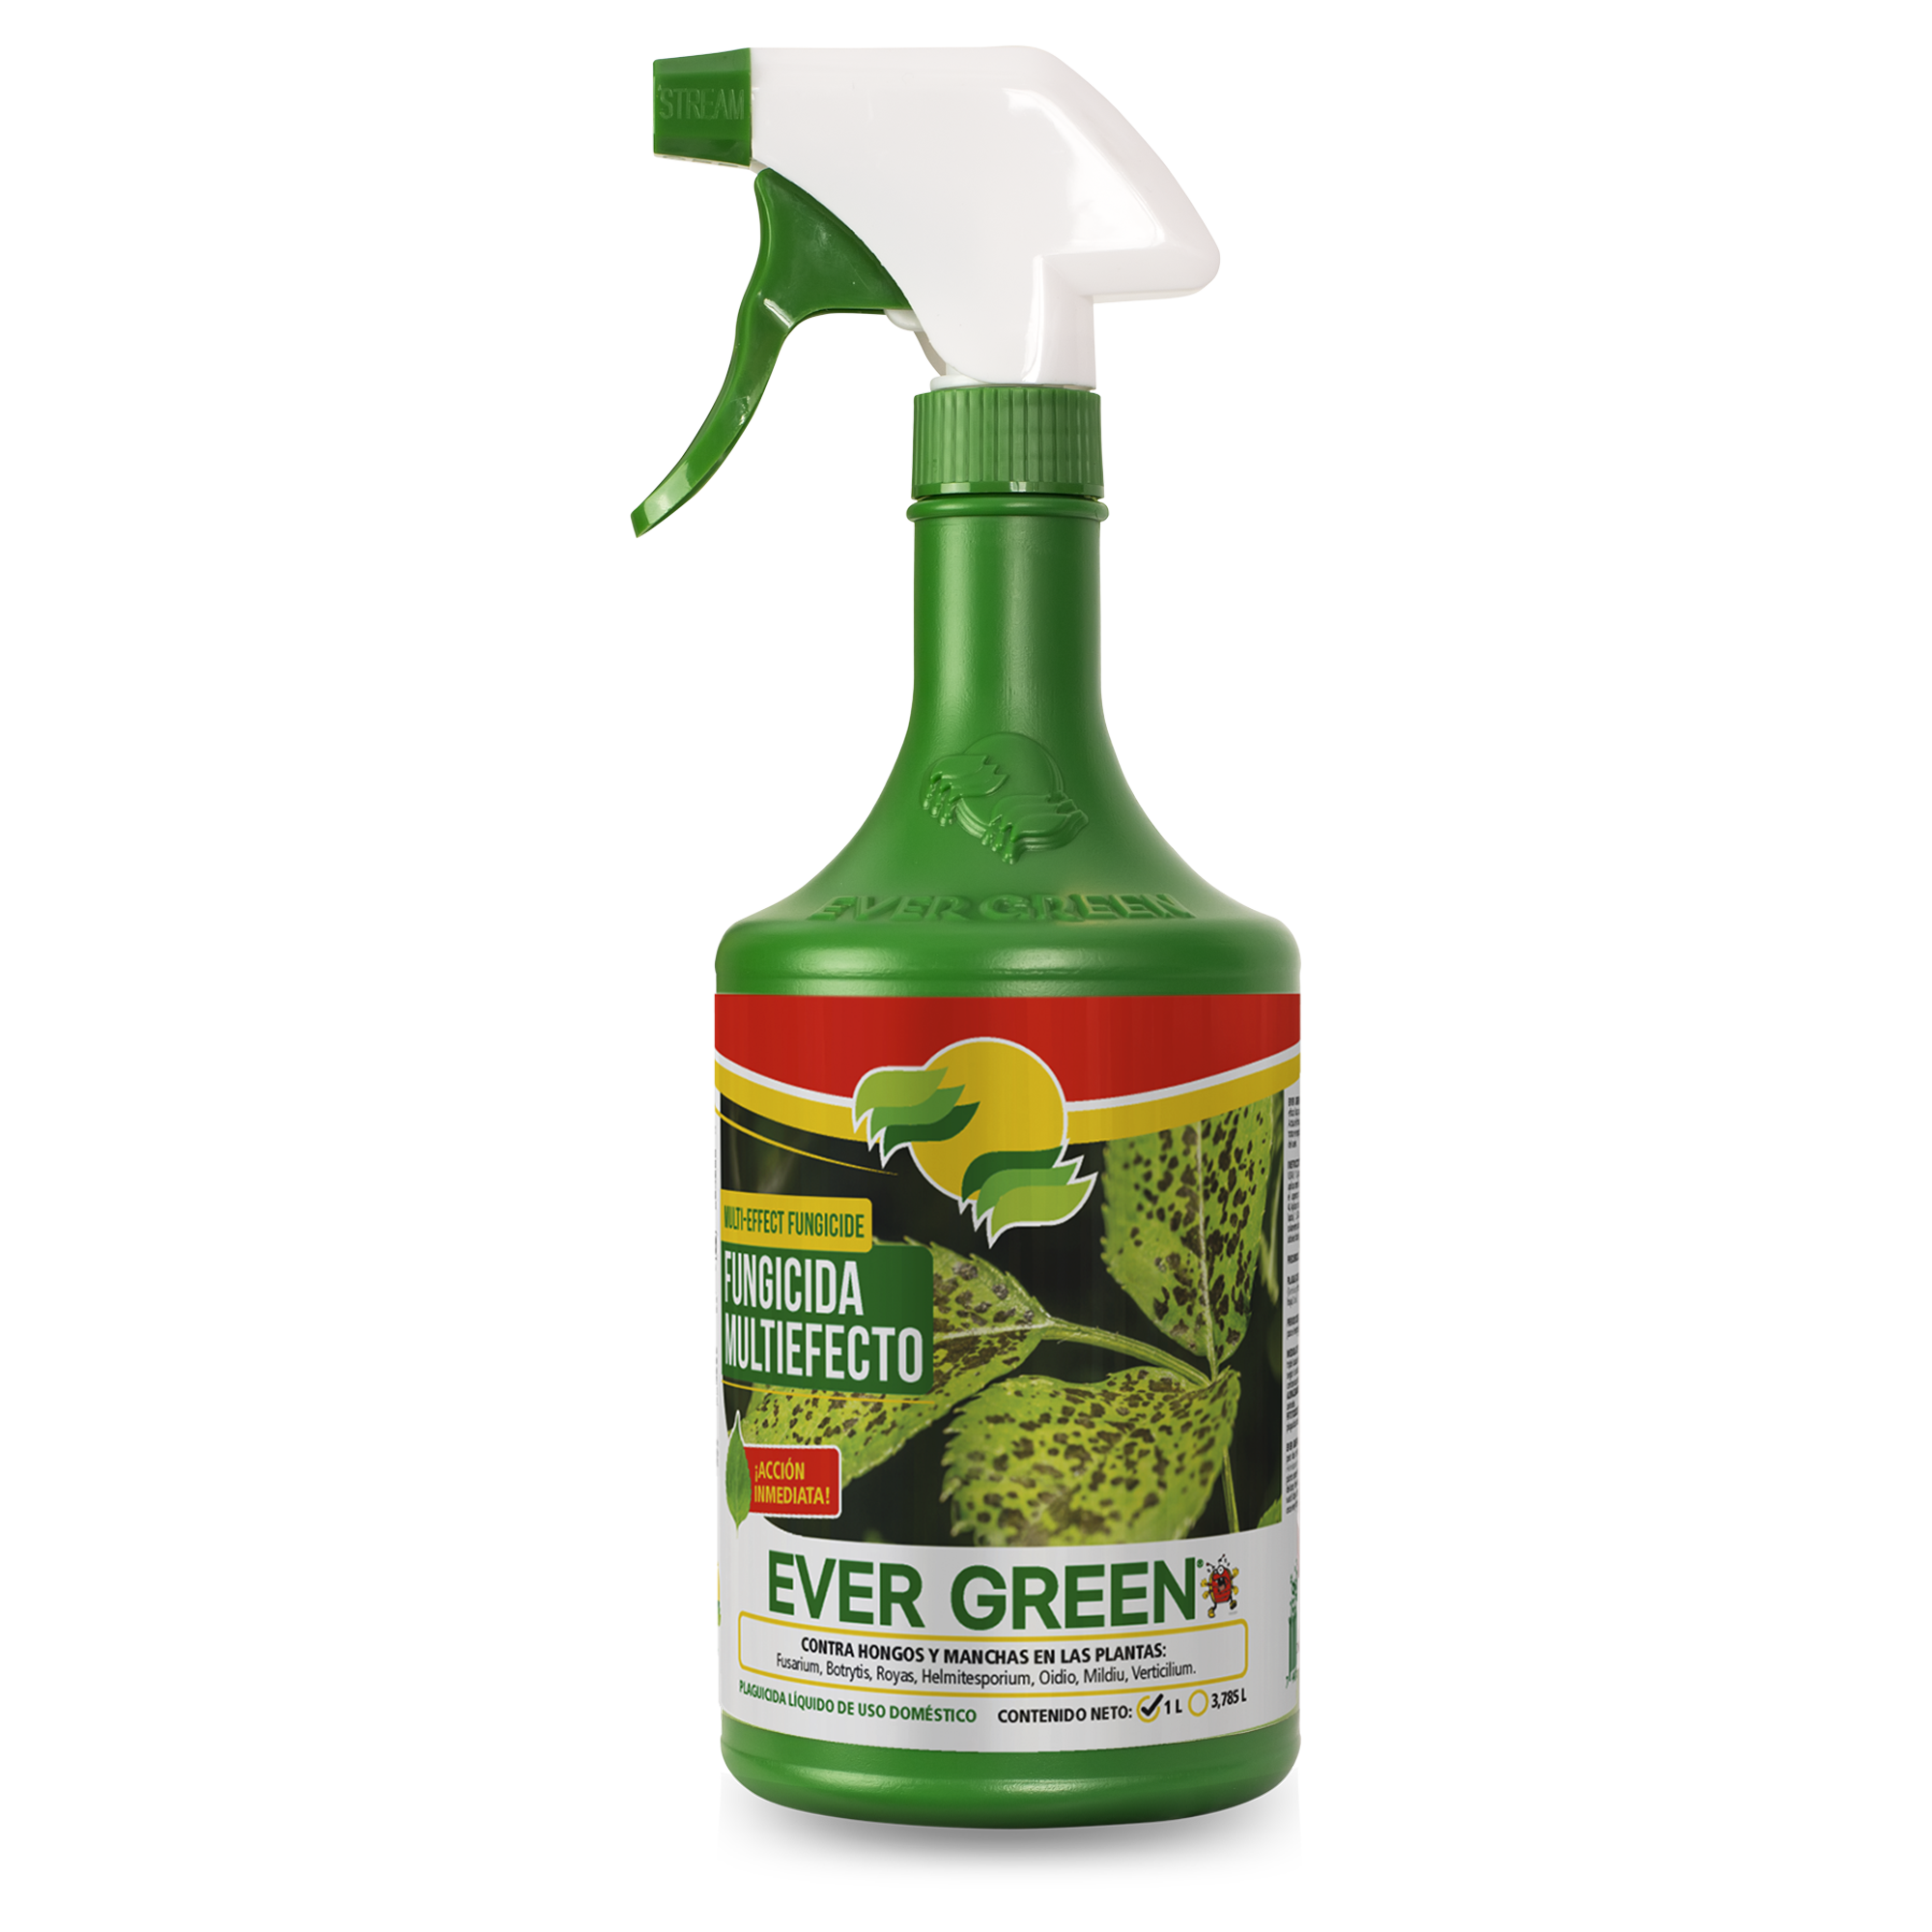 STREAM
EVER GREEN
MULTI-EFFECT FUNGICIDE
FUNGICIDA
MULTIEFECTO
¡ACCIÓN
INMEDIATA!
EVER GREEN®
CONTRA HONGOS Y MANCHAS EN LAS PLANTAS:
Fusarium, Botrytis, Royas, Helmitesporium, Oidio, Mildiu, Verticilium.
PLAGUICIDA LÍQUIDO DE USO DOMÉSTICO
CONTENIDO NETO: 1 L 3,785 L